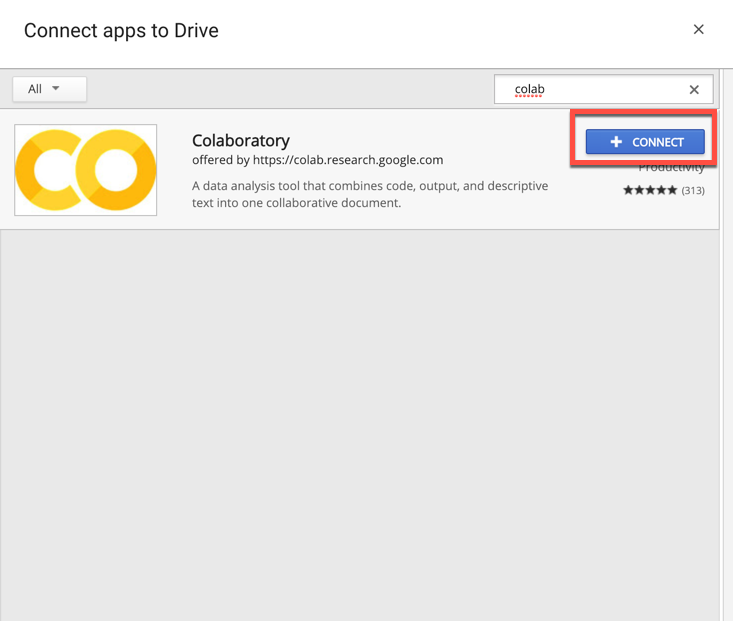 Connect apps to Drive
All
colab
Colaboratory
offered by https://colab.research.google.com
A data analysis tool that combines code, output, and descriptive
text into one collaborative document.
CONNECT
Productivity
(313)